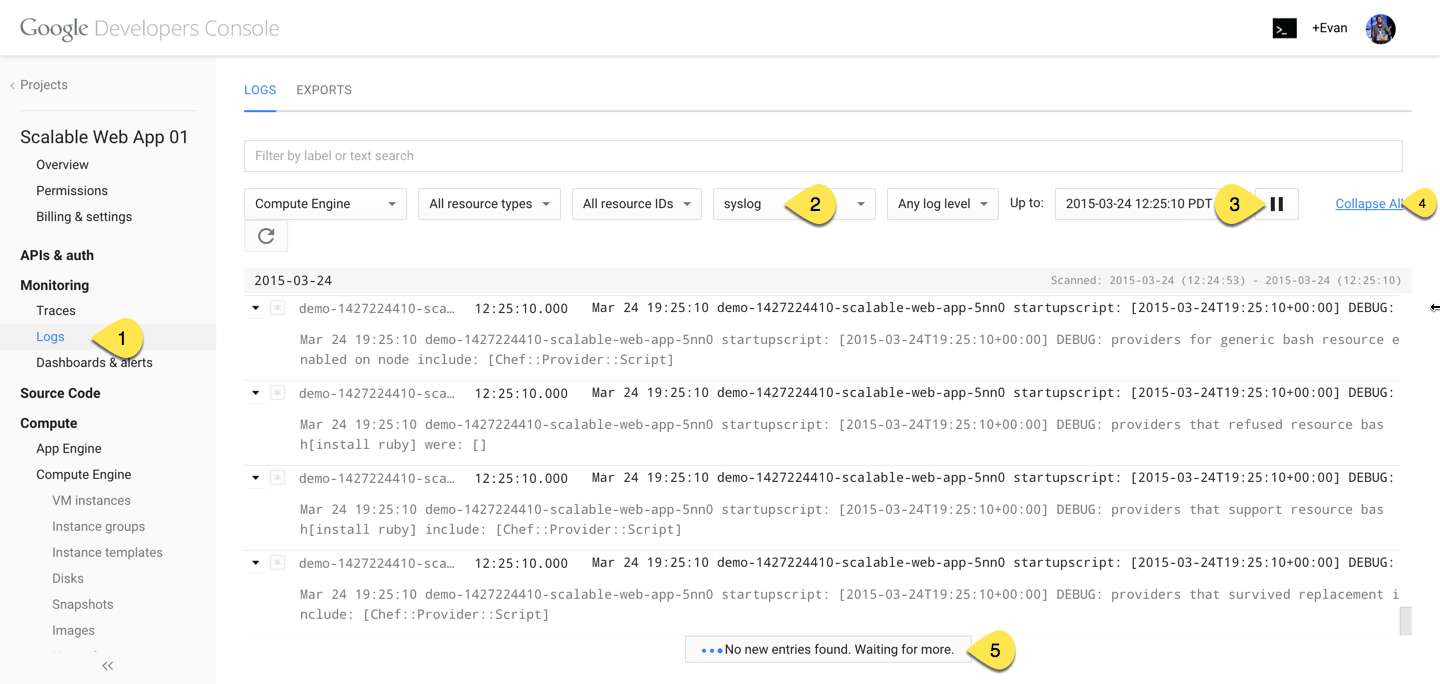 Google Developers Console
+Evan
Projects
Scalable Web App 01
Overview
Permissions
Billing & settings
APIs & auth
Monitoring
Traces
Logs
1
Dashboards & alerts
Source Code
Compute
App Engine
Compute Engine
VM instances
Instance groups
Instance templates
Disks
Snapshots
Images
LOGS EXPORTS
Filter by label or text search
Compute Engine All resource types All resource IDs syslog 2 Any log level Up to: 2015-03-24 12:25:10 PDT 3 Collapse All 4
2015-03-24 Scanned: 2015-03-24 (12:24:53) - 2015-03-24 (12:25:10)
demo-1427224410-sca… 12:25:10.000 Mar 24 19:25:10 demo-1427224410-scalable-web-app-5nn0 startupscript: [2015-03-24T19:25:10+00:00] DEBUG:
Mar 24 19:25:10 demo-1427224410-scalable-web-app-5nn0 startupscript: [2015-03-24T19:25:10+00:00] DEBUG: providers for generic bash resource e
nabled on node include: [Chef::Provider::Script]
demo-1427224410-sca… 12:25:10.000 Mar 24 19:25:10 demo-1427224410-scalable-web-app-5nn0 startupscript: [2015-03-24T19:25:10+00:00] DEBUG:
Mar 24 19:25:10 demo-1427224410-scalable-web-app-5nn0 startupscript: [2015-03-24T19:25:10+00:00] DEBUG: providers that refused resource bas
h[install ruby] were: []
demo-1427224410-sca… 12:25:10.000 Mar 24 19:25:10 demo-1427224410-scalable-web-app-5nn0 startupscript: [2015-03-24T19:25:10+00:00] DEBUG:
Mar 24 19:25:10 demo-1427224410-scalable-web-app-5nn0 startupscript: [2015-03-24T19:25:10+00:00] DEBUG: providers that support resource bas
h[install ruby] include: [Chef::Provider::Script]
demo-1427224410-sca… 12:25:10.000 Mar 24 19:25:10 demo-1427224410-scalable-web-app-5nn0 startupscript: [2015-03-24T19:25:10+00:00] DEBUG:
Mar 24 19:25:10 demo-1427224410-scalable-web-app-5nn0 startupscript: [2015-03-24T19:25:10+00:00] DEBUG: providers that survived replacement i
nclude: [Chef::Provider::Script]
No new entries found. Waiting for more. 5